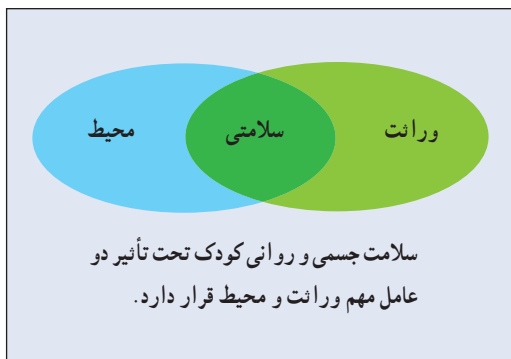 وراثت
سلامتی
محیط
سلامت جسمی و روانی کودک تحت تأثیر دو
عامل مهم وراثت و محیط قرار دارد.